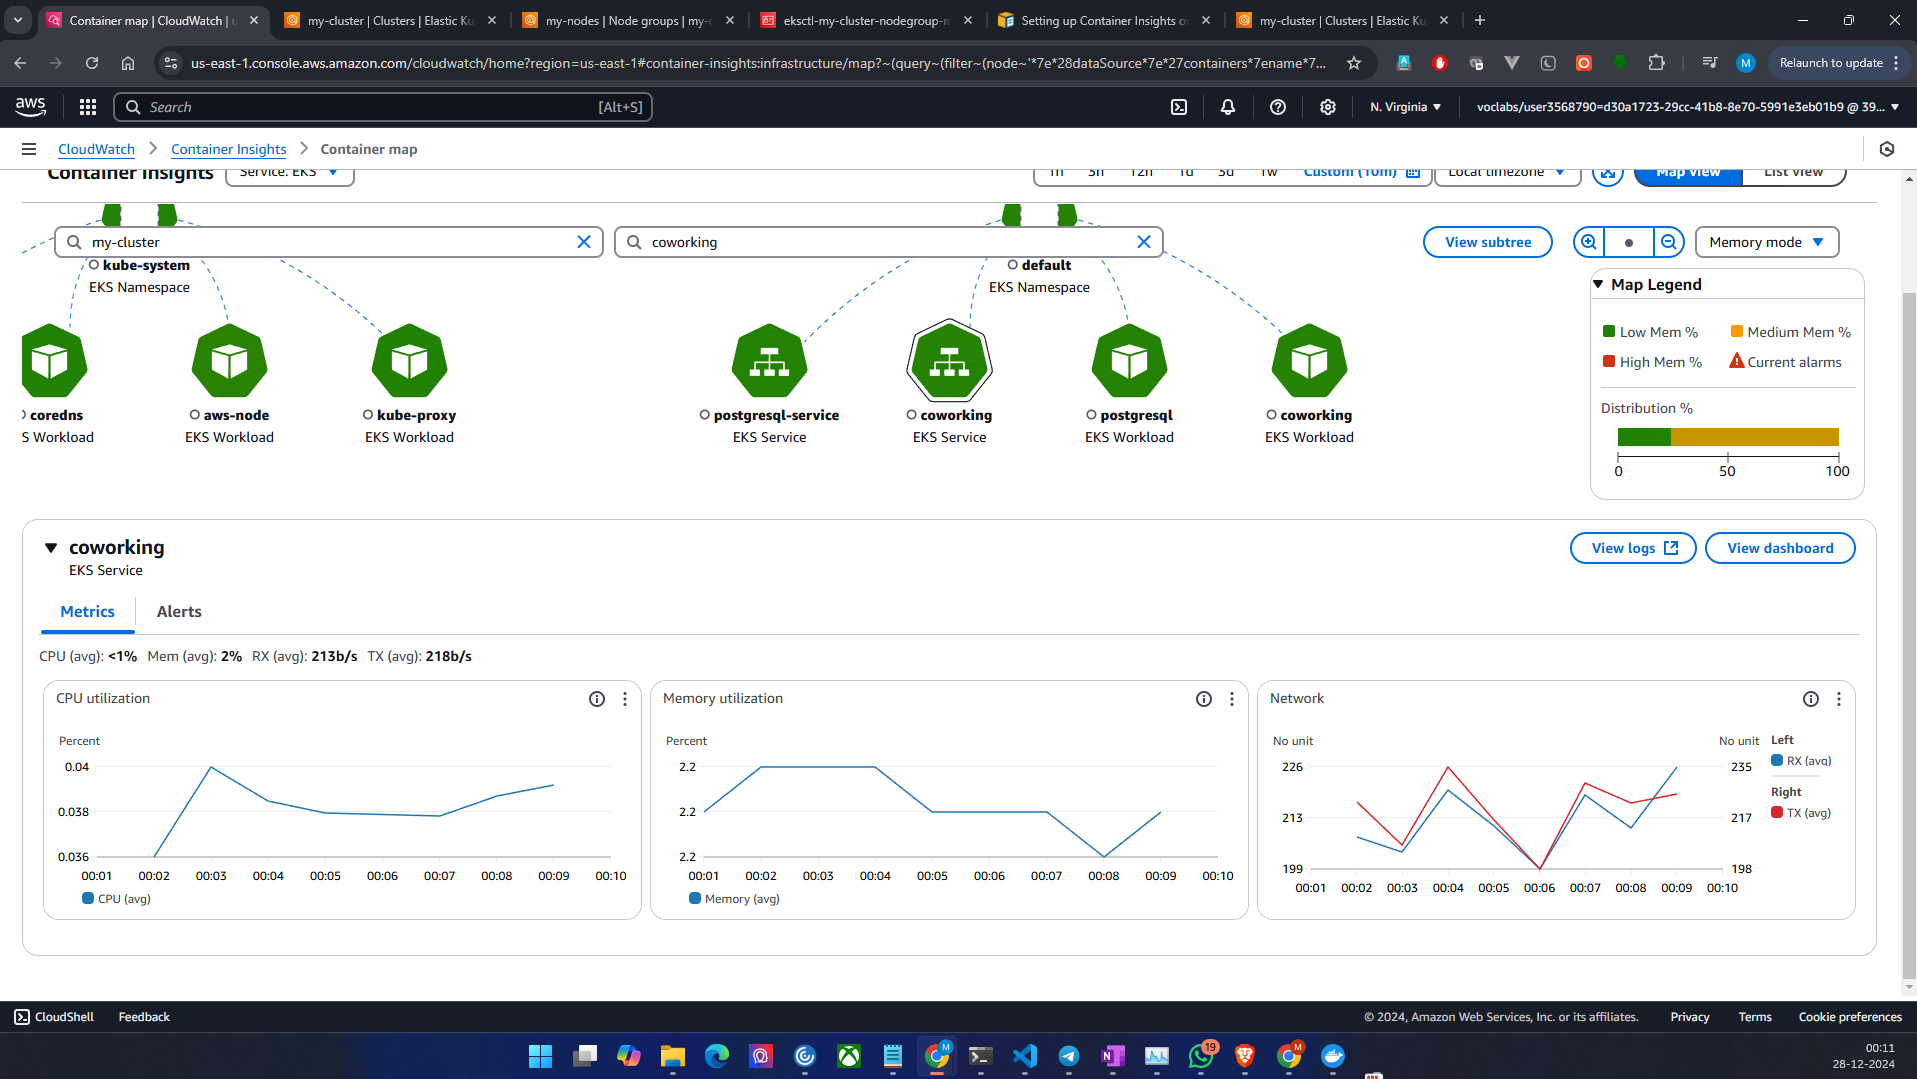 Container map | CloudWatch | u
my-cluster | Clusters | Elastic Ku
my-nodes | Node groups | my-c
eksctl-my-cluster-nodegroup-m
Setting up Container Insights o
my-cluster | Clusters | Elastic Ku
us-east-1.console.aws.amazon.com/cloudwatch/home?region=us-east-1#container-insights:infrastructure/map?~(query~(filter~(node~'*7e*28dataSource*7e*27containers*7ename*7...
M
Relaunch to update
aws
Search
[Alt+S]
N. Virginia
voclabs/user3568790=d30a1723-29cc-41b8-8e70-5991e3eb01b9 @ 39...
CloudWatch
Container Insights
Container map
Container Insights
Service: EKS
1h 3h 12h 1d 3d 1w Custom (10m)
Local timezone
Map View
List View
my-cluster
coworking
View subtree
Memory mode
kube-system
EKS Namespace
default
EKS Namespace
Map Legend
Low Mem %
Medium Mem %
High Mem %
Current alarms
Distribution %
0 50 100
coredns
S Workload
aws-node
EKS Workload
kube-proxy
EKS Workload
postgresql-service
EKS Service
coworking
EKS Service
postgresql
EKS Workload
coworking
EKS Workload
coworking
EKS Service
View logs
View dashboard
Metrics
Alerts
CPU (avg): <1% Mem (avg): 2% RX (avg): 213b/s TX (avg): 218b/s
CPU utilization
Percent
0.04
0.038
0.036
00:01 00:02 00:03 00:04 00:05 00:06 00:07 00:08 00:09 00:10
CPU (avg)
Memory utilization
Percent
2.2
2.2
2.2
00:01 00:02 00:03 00:04 00:05 00:06 00:07 00:08 00:09 00:10
Memory (avg)
Network
No unit
No unit
226
213
199
235
217
198
00:01 00:02 00:03 00:04 00:05 00:06 00:07 00:08 00:09 00:10
Left
RX (avg)
Right
TX (avg)
CloudShell
Feedback
© 2024, Amazon Web Services, Inc. or its affiliates.
Privacy
Terms
Cookie preferences
M
19
M
00:11
28-12-2024